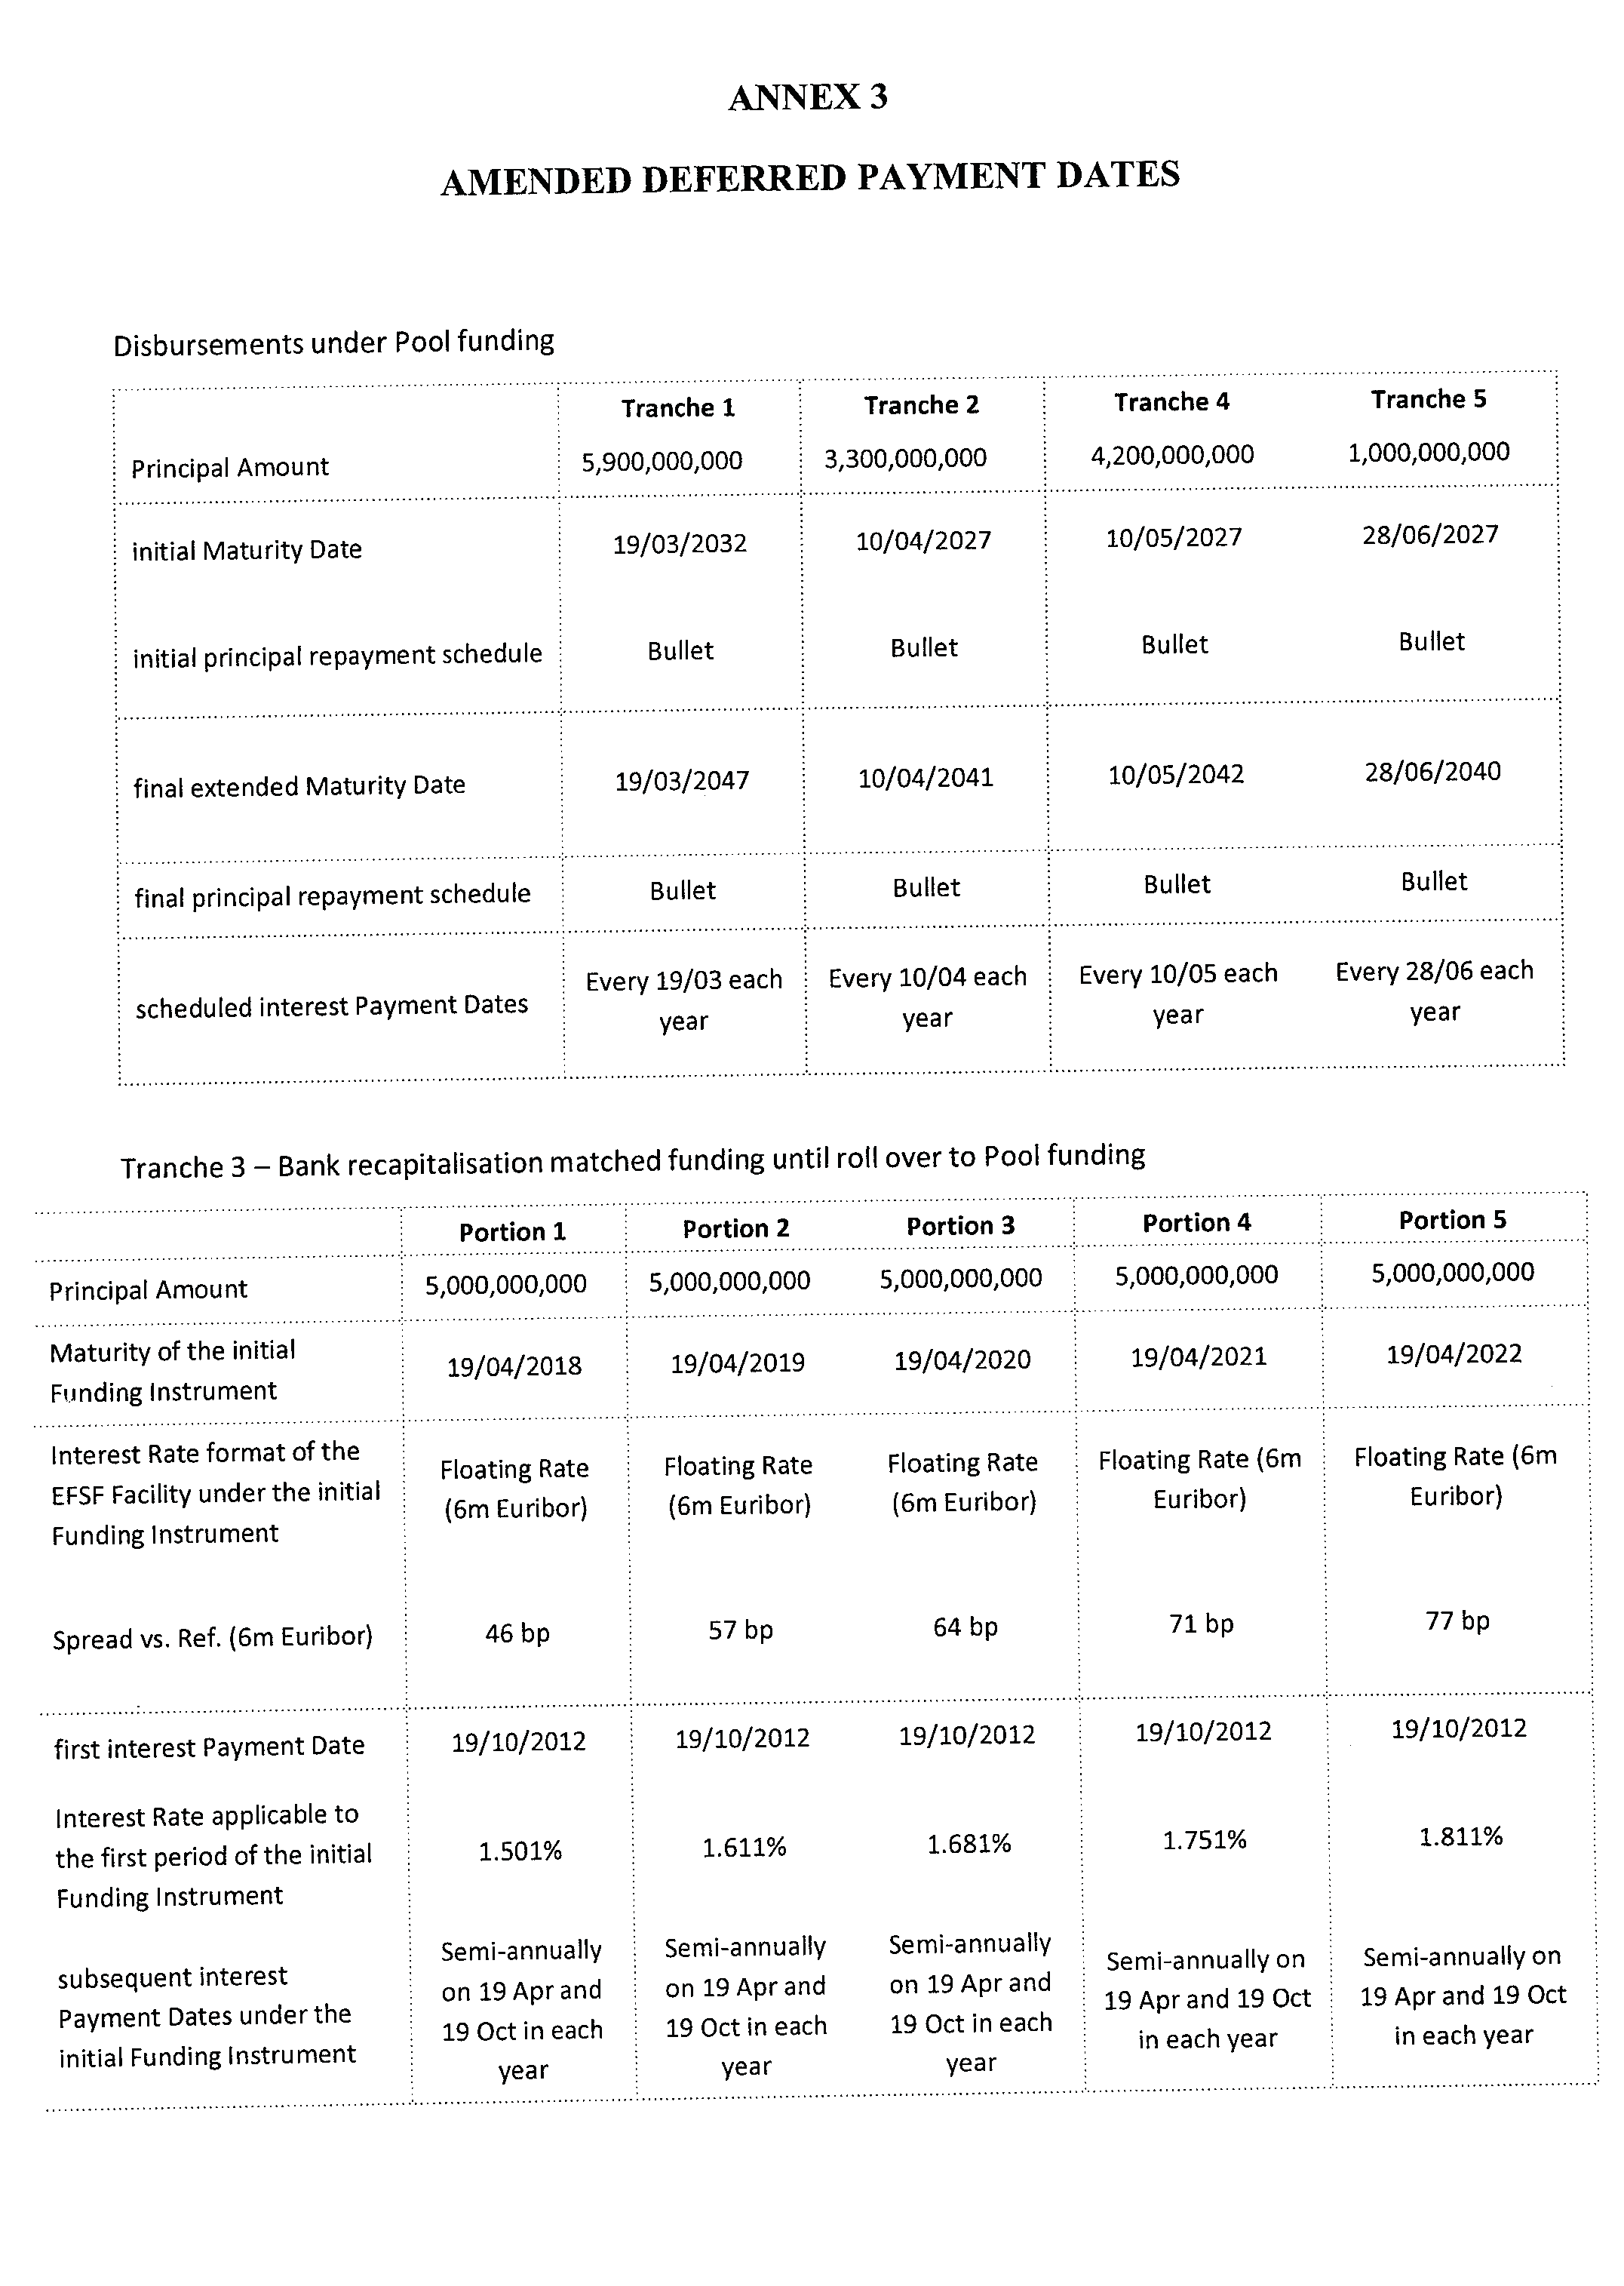 ANNEX 3
AMENDED DEFERRED PAYMENT DATES
Disbursements under Pool funding
Tranche 1 Tranche 2 Tranche 4 Tranche 5
Principal Amount 5,900,000,000 3,300,000,000 4,200,000,000 1,000,000,000
initial Maturity Date 19/03/2032 10/04/2027 10/05/2027 28/06/2027
initial principal repayment schedule Bullet Bullet Bullet Bullet
final extended Maturity Date 19/03/2047 10/04/2041 10/05/2042 28/06/2040
final principal repayment schedule Bullet Bullet Bullet Bullet
scheduled interest Payment Dates Every 19/03 each Every 10/04 each Every 10/05 each Every 28/06 each
year year year year
Tranche 3 – Bank recapitalisation matched funding until roll over to Pool funding
Portion 1 Portion 2 Portion 3 Portion 4 Portion 5
Principal Amount 5,000,000,000 5,000,000,000 5,000,000,000 5,000,000,000 5,000,000,000
Maturity of the initial
Funding Instrument 19/04/2018 19/04/2019 19/04/2020 19/04/2021 19/04/2022
Interest Rate format of the
EFSF Facility under the initial
Funding Instrument
Floating Rate Floating Rate Floating Rate Floating Rate (6m Floating Rate (6m
(6m Euribor) (6m Euribor) (6m Euribor) Euribor) Euribor)
Spread vs. Ref. (6m Euribor) 46 bp 57 bp 64 bp 71 bp 77 bp
first interest Payment Date 19/10/2012 19/10/2012 19/10/2012 19/10/2012 19/10/2012
Interest Rate applicable to
the first period of the initial 1.501% 1.611% 1.681% 1.751% 1.811%
Funding Instrument
subsequent interest
Payment Dates under the
initial Funding Instrument
Semi-annually Semi-annually Semi-annually Semi-annually on Semi-annually on
on 19 Apr and on 19 Apr and on 19 Apr and 19 Apr and 19 Oct 19 Apr and 19 Oct
19 Oct in each 19 Oct in each 19 Oct in each in each year in each year
year year year